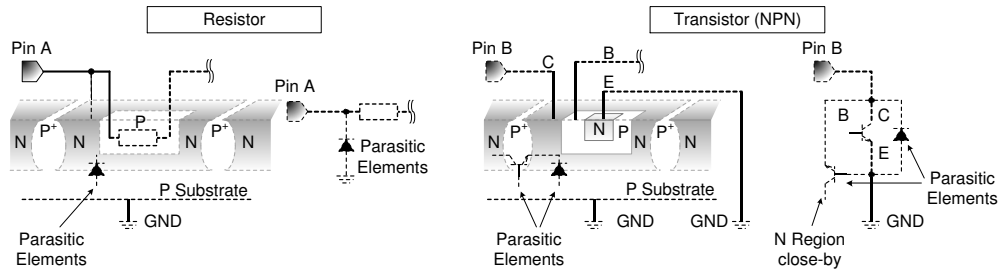 Resistor
Transistor (NPN)
Pin A
P
N
P+
N
N
P+
N
P Substrate
GND
Parasitic
Elements
Pin A
Parasitic
Elements
Pin B
C
B
E
N
P+
N
N
P
N
P+
N
P Substrate
GND
GND
Parasitic
Elements
Pin B
B
C
E
Parasitic
Elements
GND
N Region
close-by